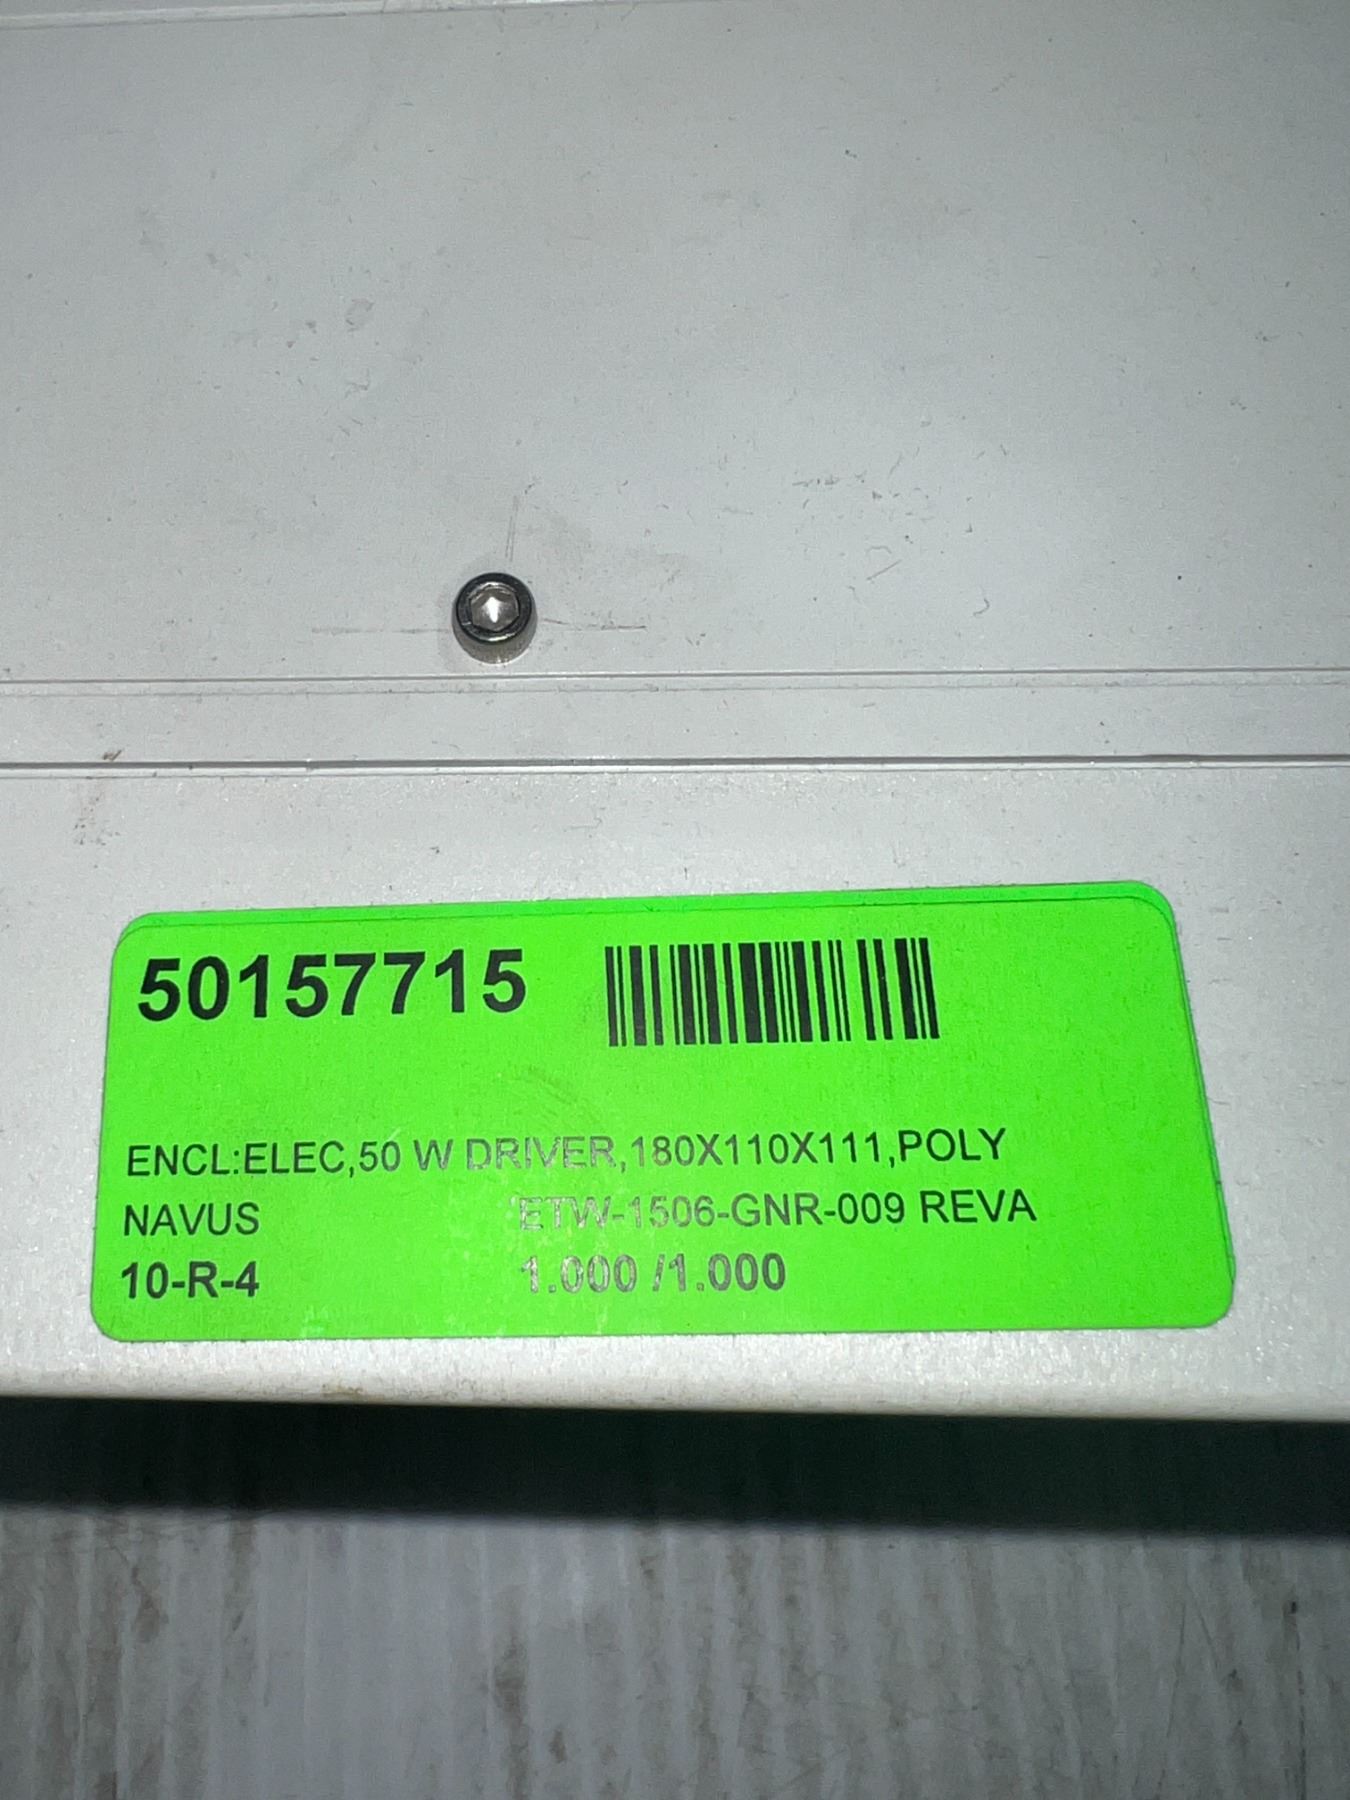 50157715
ENCL:ELEC,50 W DRIVER,180X110X111,POLY
NAVUS 'ETW-1506-GNR-009 REVA
10-R-4 1.000 /1.000